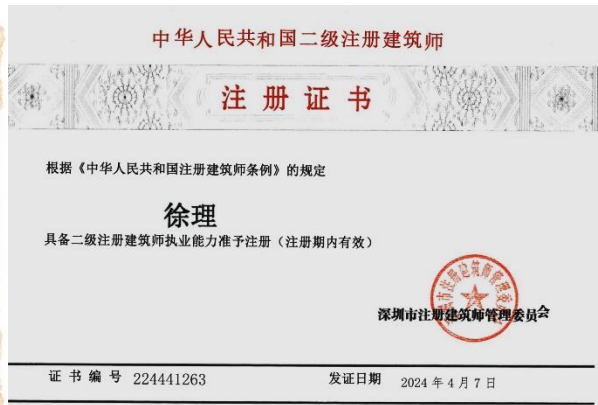 中华人民共和国二级注册建筑师
注册证书
根据《中华人民共和国注册建筑师条例》的规定
徐理
具备二级注册建筑师执业能力准予注册（注册期内有效）
深圳市注册建筑师管理委员会
证书编号 224441263 发证日期 2024年4月7日